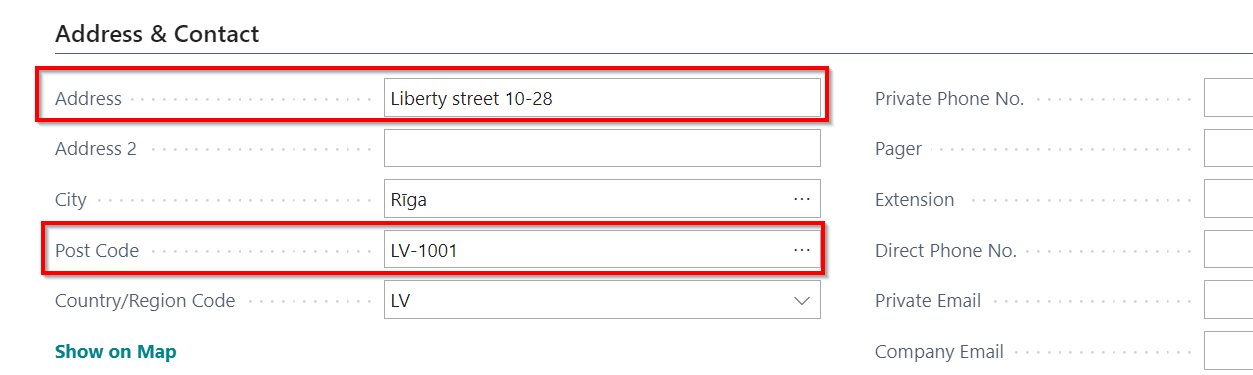 Address & Contact
Address Liberty street 10-28
Address 2
City Rīga
Post Code LV-1001
Country/Region Code LV
Show on Map
Private Phone No.
Pager
Extension
Direct Phone No.
Private Email
Company Email